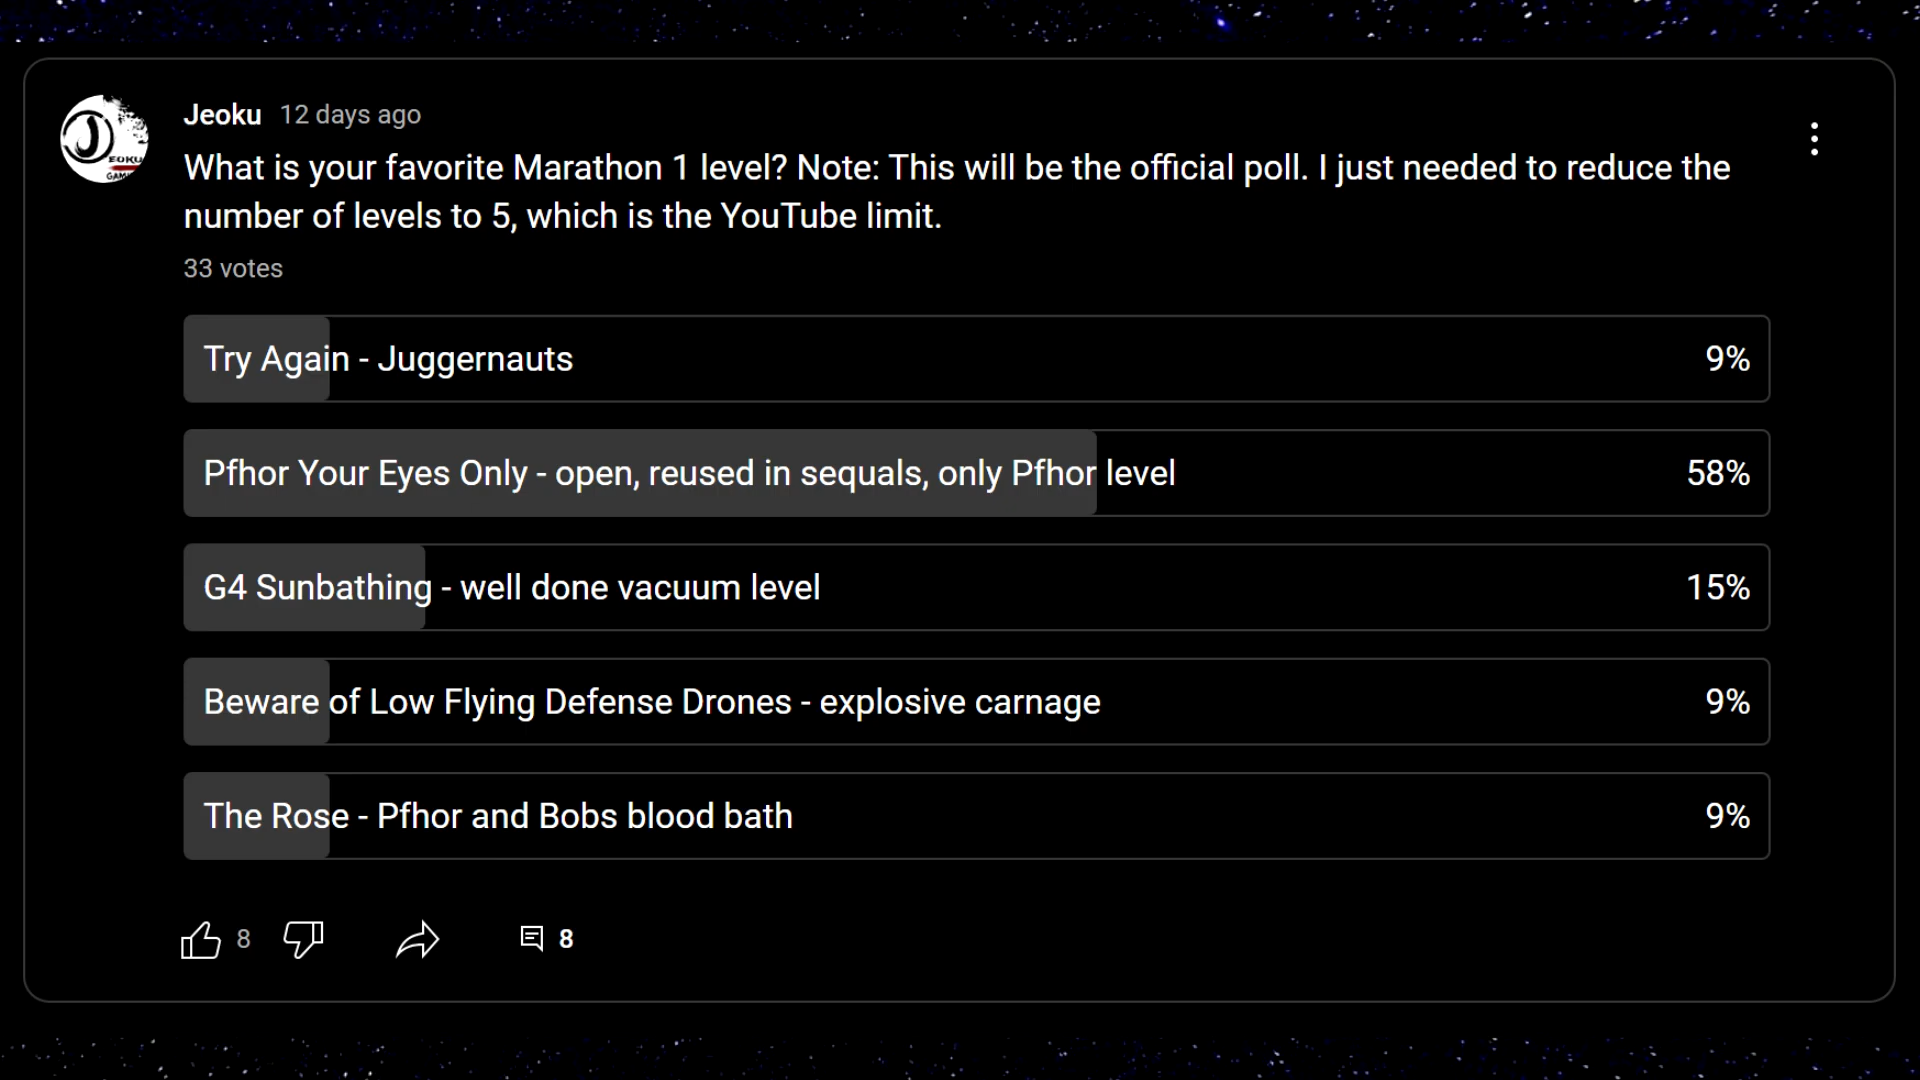 Jeoku 12 days ago
What is your favorite Marathon 1 level? Note: This will be the official poll. I just needed to reduce the
number of levels to 5, which is the YouTube limit.
33 votes
Try Again - Juggernauts 9%
Pfhor Your Eyes Only - open, reused in sequals, only Pfhor level 58%
G4 Sunbathing - well done vacuum level 15%
Beware of Low Flying Defense Drones - explosive carnage 9%
The Rose - Pfhor and Bobs blood bath 9%
8 8